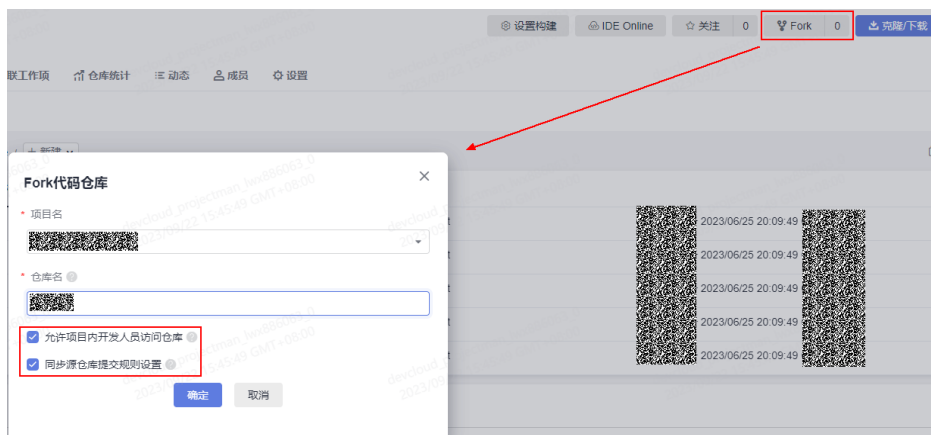 设置构建 IDE Online 关注 0 Fork 0 克隆/下载
联工作项 仓库统计 动态 成员 设置
+ 新建
Fork代码仓库
* 项目名
t 2023/06/25 20:09:49
* 仓库名
t 2023/06/25 20:09:49
t 2023/06/25 20:09:49
允许项目内开发人员访问仓库
t 2023/06/25 20:09:49
同步源仓库提交规则设置
t 2023/06/25 20:09:49
确定 取消